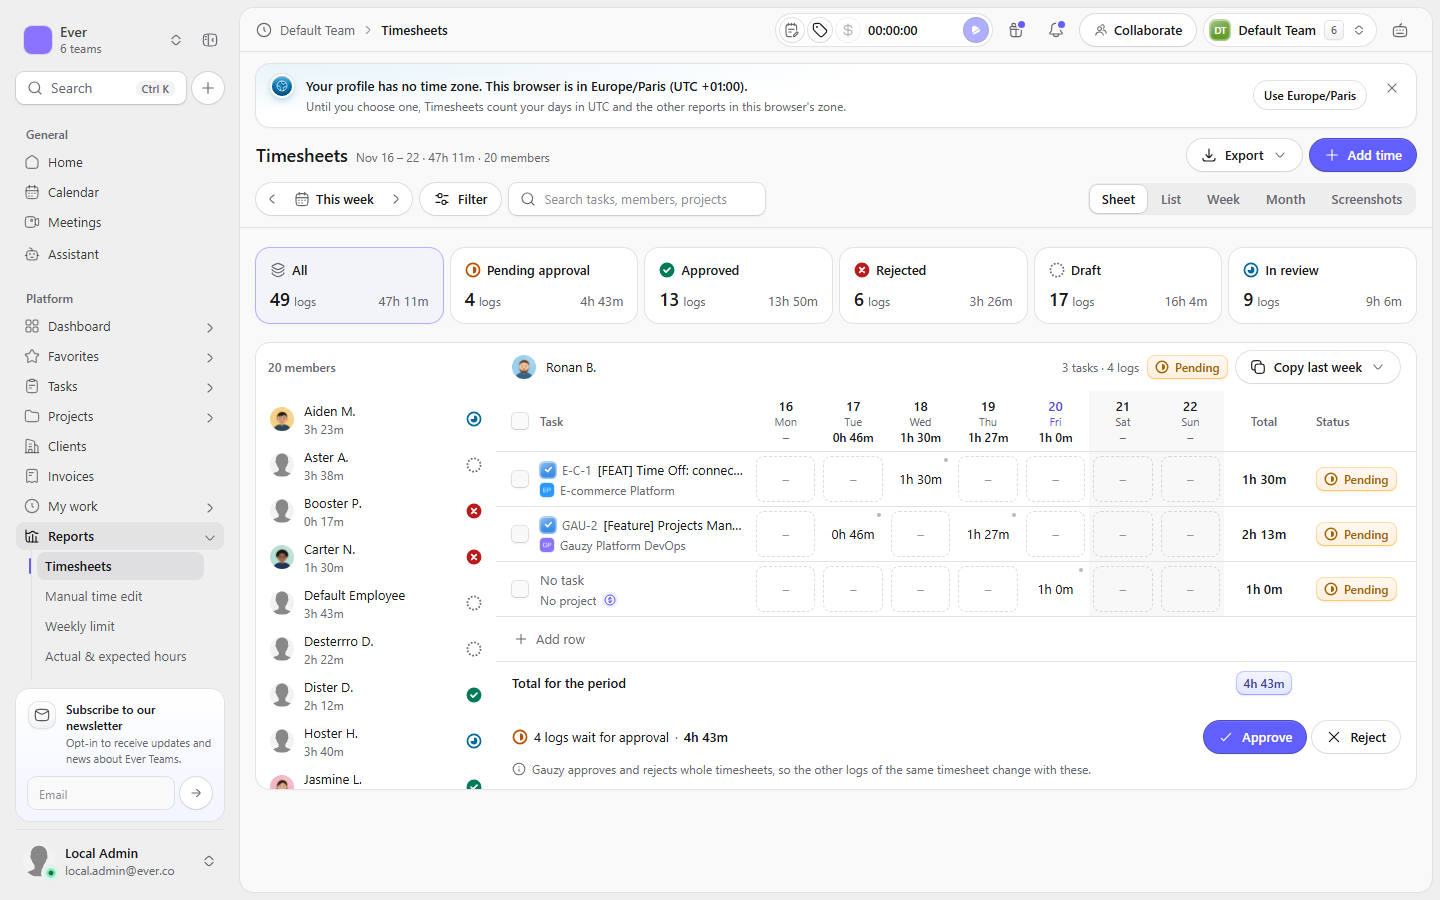 Ever
6 teams
Search Ctrl K
General
Home
Calendar
Meetings
Assistant
Platform
Dashboard
Favorites
Tasks
Projects
Clients
Invoices
My work
Reports
Timesheets
Manual time edit
Weekly limit
Actual & expected hours
Subscribe to our newsletter
Opt-in to receive updates and news about Ever Teams.
Email
Local Admin
local.admin@ever.co
Default Team Timesheets
$ 00:00:00
Collaborate
DT Default Team 6
Your profile has no time zone. This browser is in Europe/Paris (UTC +01:00).
Until you choose one, Timesheets count your days in UTC and the other reports in this browser's zone.
Use Europe/Paris
Timesheets Nov 16 – 22 · 47h 11m · 20 members
Export
Add time
This week
Filter
Search tasks, members, projects
Sheet List Week Month Screenshots
All
49 logs 47h 11m
Pending approval
4 logs 4h 43m
Approved
13 logs 13h 50m
Rejected
6 logs 3h 26m
Draft
17 logs 16h 4m
In review
9 logs 9h 6m
20 members
Aiden M.
3h 23m
Aster A.
3h 38m
Booster P.
0h 17m
Carter N.
1h 30m
Default Employee
3h 43m
Desterrro D.
2h 22m
Dister D.
2h 12m
Hoster H.
3h 40m
Jasmine L.
Ronan B. 3 tasks · 4 logs Pending Copy last week
Task
16 Mon –
17 Tue 0h 46m
18 Wed 1h 30m
19 Thu 1h 27m
20 Fri 1h 0m
21 Sat –
22 Sun –
Total Status
E-C-1 [FEAT] Time Off: connec... – – 1h 30m – – – – 1h 30m Pending
EP E-commerce Platform
GAU-2 [Feature] Projects Man... – 0h 46m – 1h 27m – – – 2h 13m Pending
GP Gauzy Platform DevOps
No task – – – – 1h 0m – – 1h 0m Pending
No project
Add row
Total for the period 4h 43m
4 logs wait for approval · 4h 43m
Approve Reject
Gauzy approves and rejects whole timesheets, so the other logs of the same timesheet change with these.